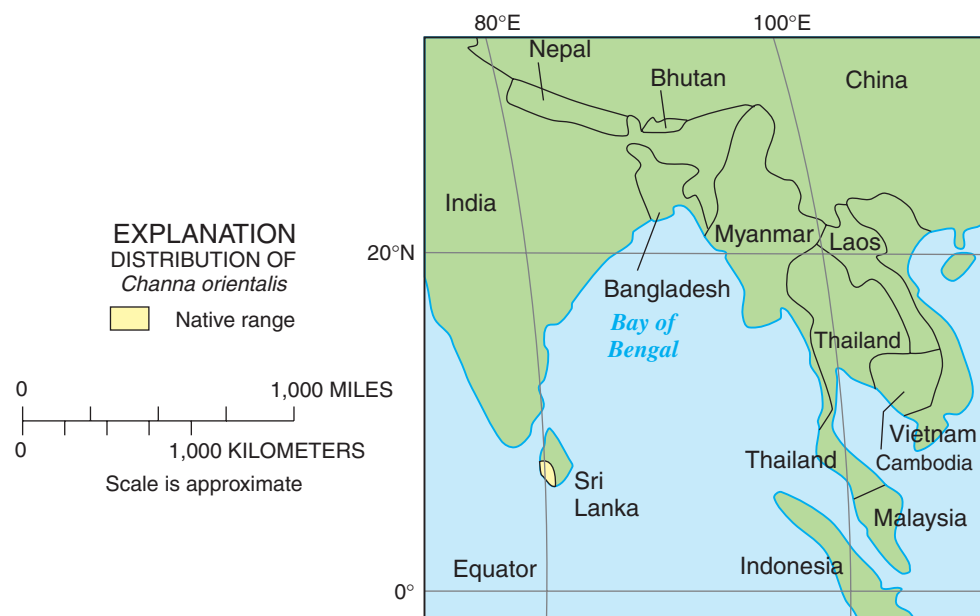 80°E
100°E
Nepal
Bhutan
China
India
EXPLANATION
DISTRIBUTION OF
Channa orientalis
Native range
20°N
Myanmar
Laos
Bangladesh
Bay of
Bengal
Thailand
0
1,000 MILES
0
1,000 KILOMETERS
Scale is approximate
Vietnam
Cambodia
Thailand
Sri
Lanka
Malaysia
Equator
Indonesia
0°